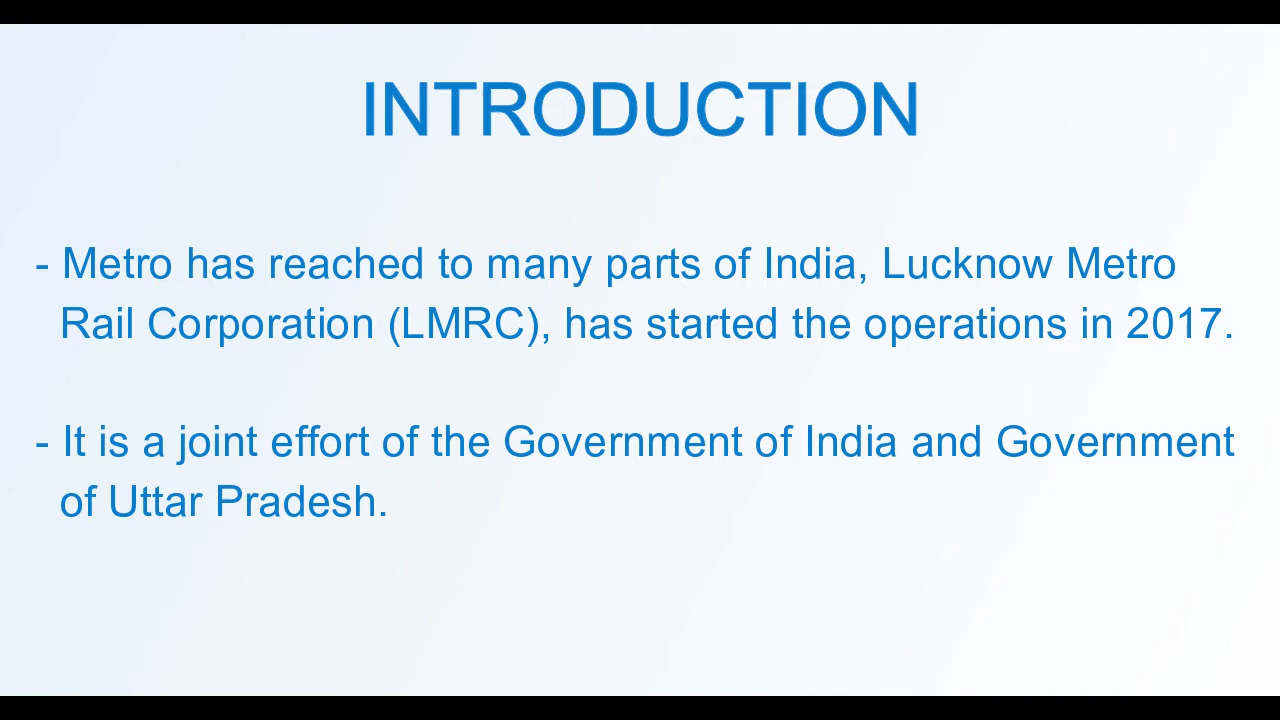 INTRODUCTION
- Metro has reached to many parts of India, Lucknow Metro
Rail Corporation (LMRC), has started the operations in 2017.
- It is a joint effort of the Government of India and Government
of Uttar Pradesh.